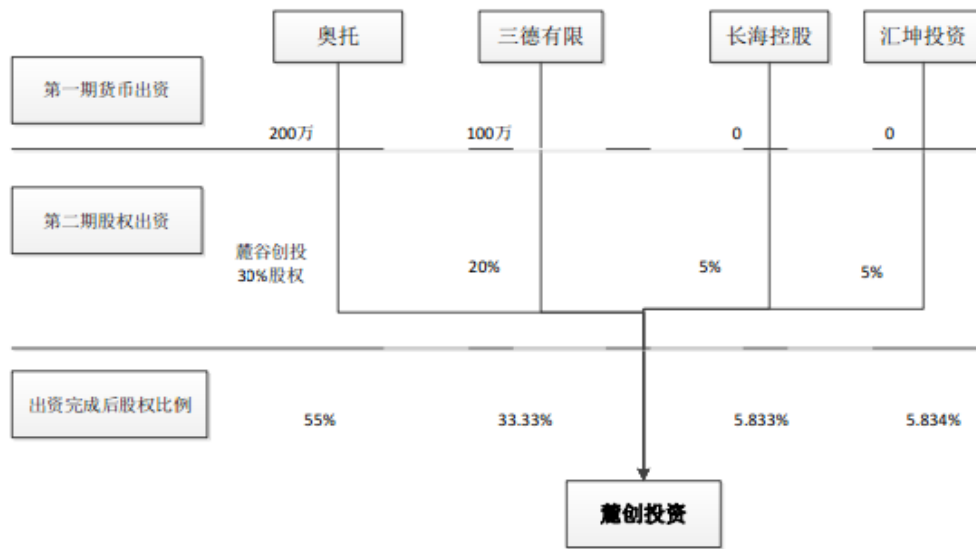 奥托
三德有限
长海控股
汇坤投资
第一期货币出资
200万
100万
0
0
第二期股权出资
麓谷创投
30%股权
20%
5%
5%
出资完成后股权比例
55%
33.33%
5.833%
5.834%
麓创投资